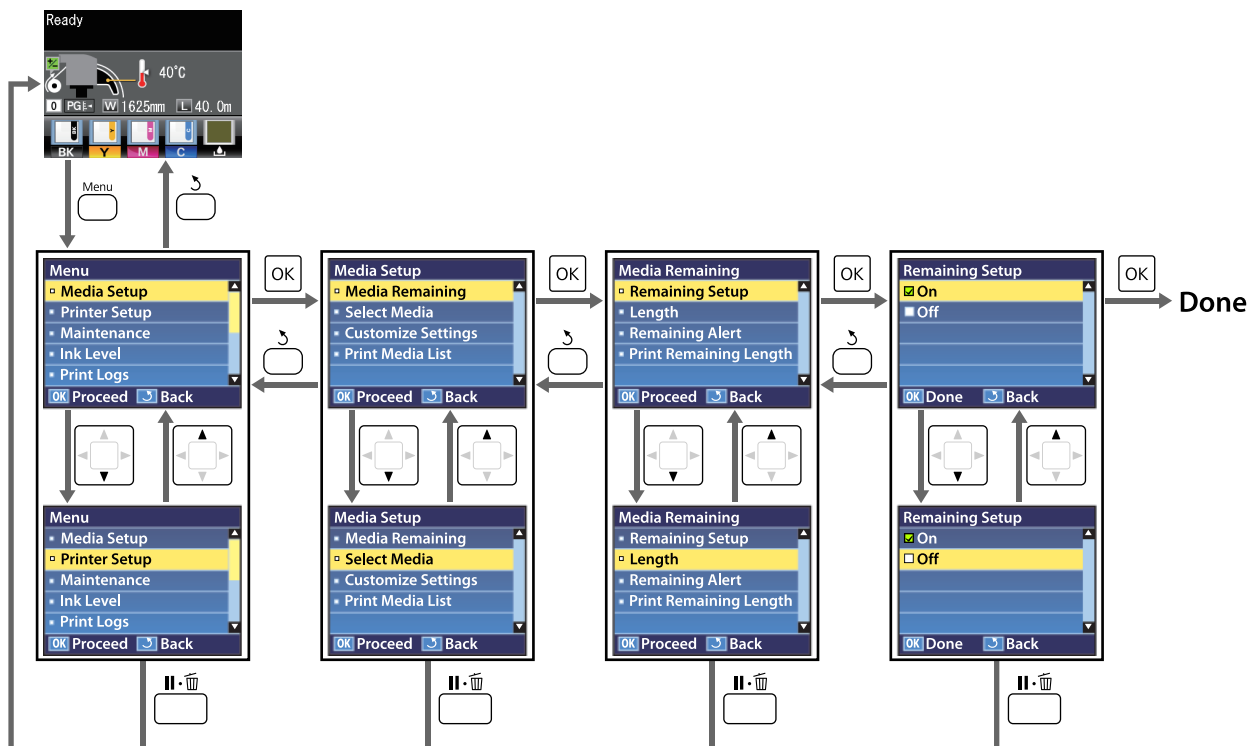 Ready
40°C
0 PG W 1625mm L 40. 0m
BK Y M C
Menu
Menu
Media Setup
Printer Setup
Maintenance
Ink Level
Print Logs
OK Proceed Back
OK
Media Setup
Media Remaining
Select Media
Customize Settings
Print Media List
OK Proceed Back
OK
Media Remaining
Remaining Setup
Length
Remaining Alert
Print Remaining Length
OK Proceed Back
OK
Remaining Setup
On
Off
OK Done Back
OK
Done
Menu
Media Setup
Printer Setup
Maintenance
Ink Level
Print Logs
OK Proceed Back
Media Setup
Media Remaining
Select Media
Customize Settings
Print Media List
OK Proceed Back
Media Remaining
Remaining Setup
Length
Remaining Alert
Print Remaining Length
OK Proceed Back
Remaining Setup
On
Off
OK Done Back